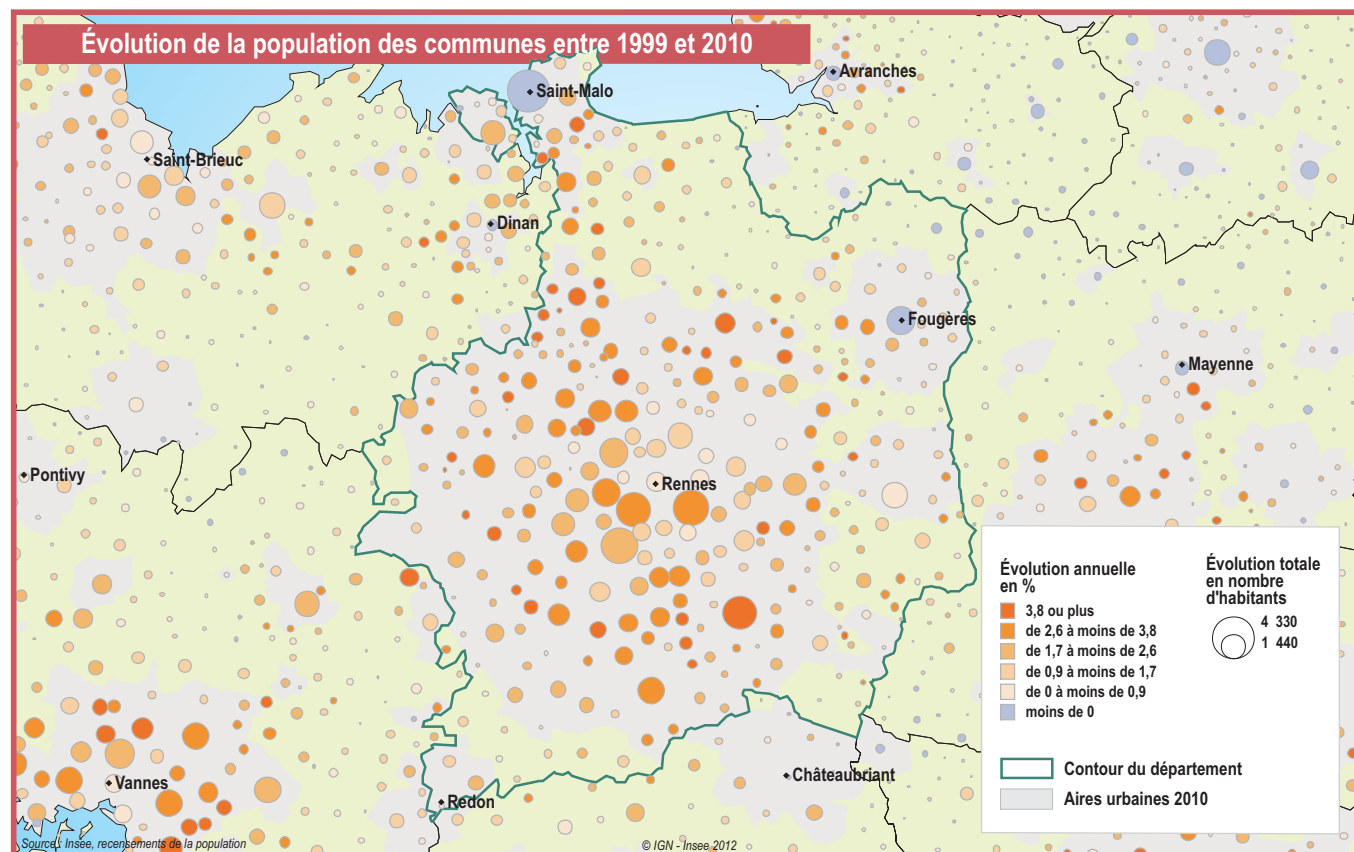 Évolution de la population des communes entre 1999 et 2010
Avranches
Saint-Malo
Saint-Brieuc
Dinan
Fougères
Mayenne
Pontivy
Rennes
Évolution annuelle
en %
3,8 ou plus
de 2,6 à moins de 3,8
de 1,7 à moins de 2,6
de 0,9 à moins de 1,7
de 0 à moins de 0,9
moins de 0
Évolution totale
en nombre
d'habitants
4 330
1 440
Contour du département
Aires urbaines 2010
Vannes
Redon
Châteaubriant
Source : Insee, recensements de la population
© IGN - Insee 2012